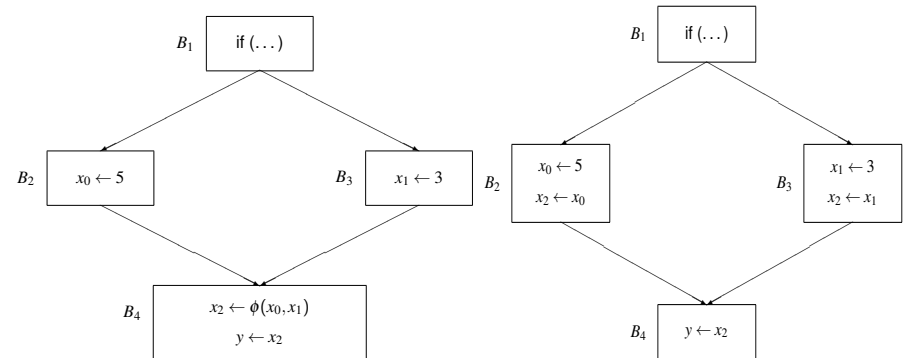 B₁ if (...)
B₂ x₀ ← 5
B₃ x₁ ← 3
B₄ x₂ ← ϕ(x₀, x₁)
y ← x₂
B₁ if (...)
B₂ x₀ ← 5
x₂ ← x₀
B₃ x₁ ← 3
x₂ ← x₁
B₄ y ← x₂